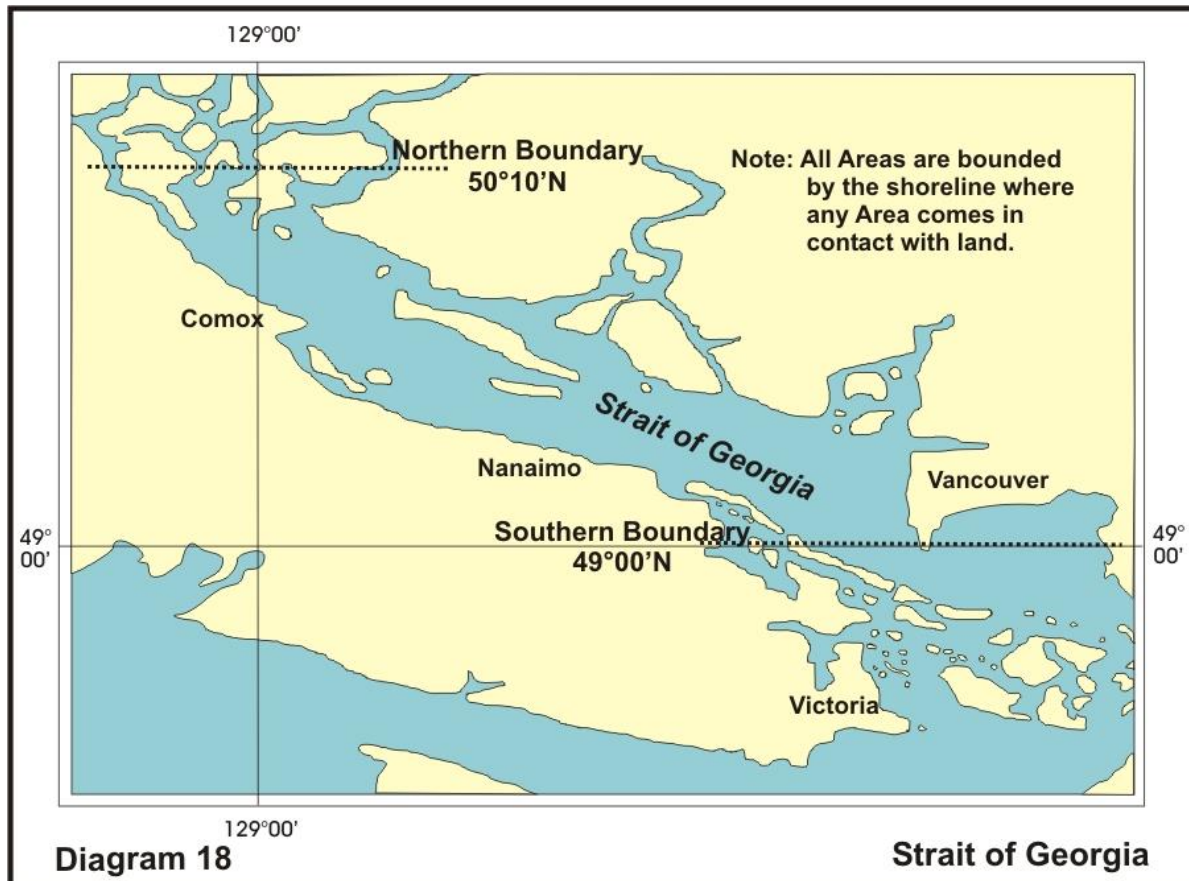 129°00'
Northern Boundary
50°10'N
Note: All Areas are bounded
by the shoreline where
any Area comes in
contact with land.
Comox
Strait of Georgia
Nanaimo
Vancouver
Southern Boundary
49°00'N
49°
00'
49°
00'
Victoria
129°00'
Diagram 18
Strait of Georgia